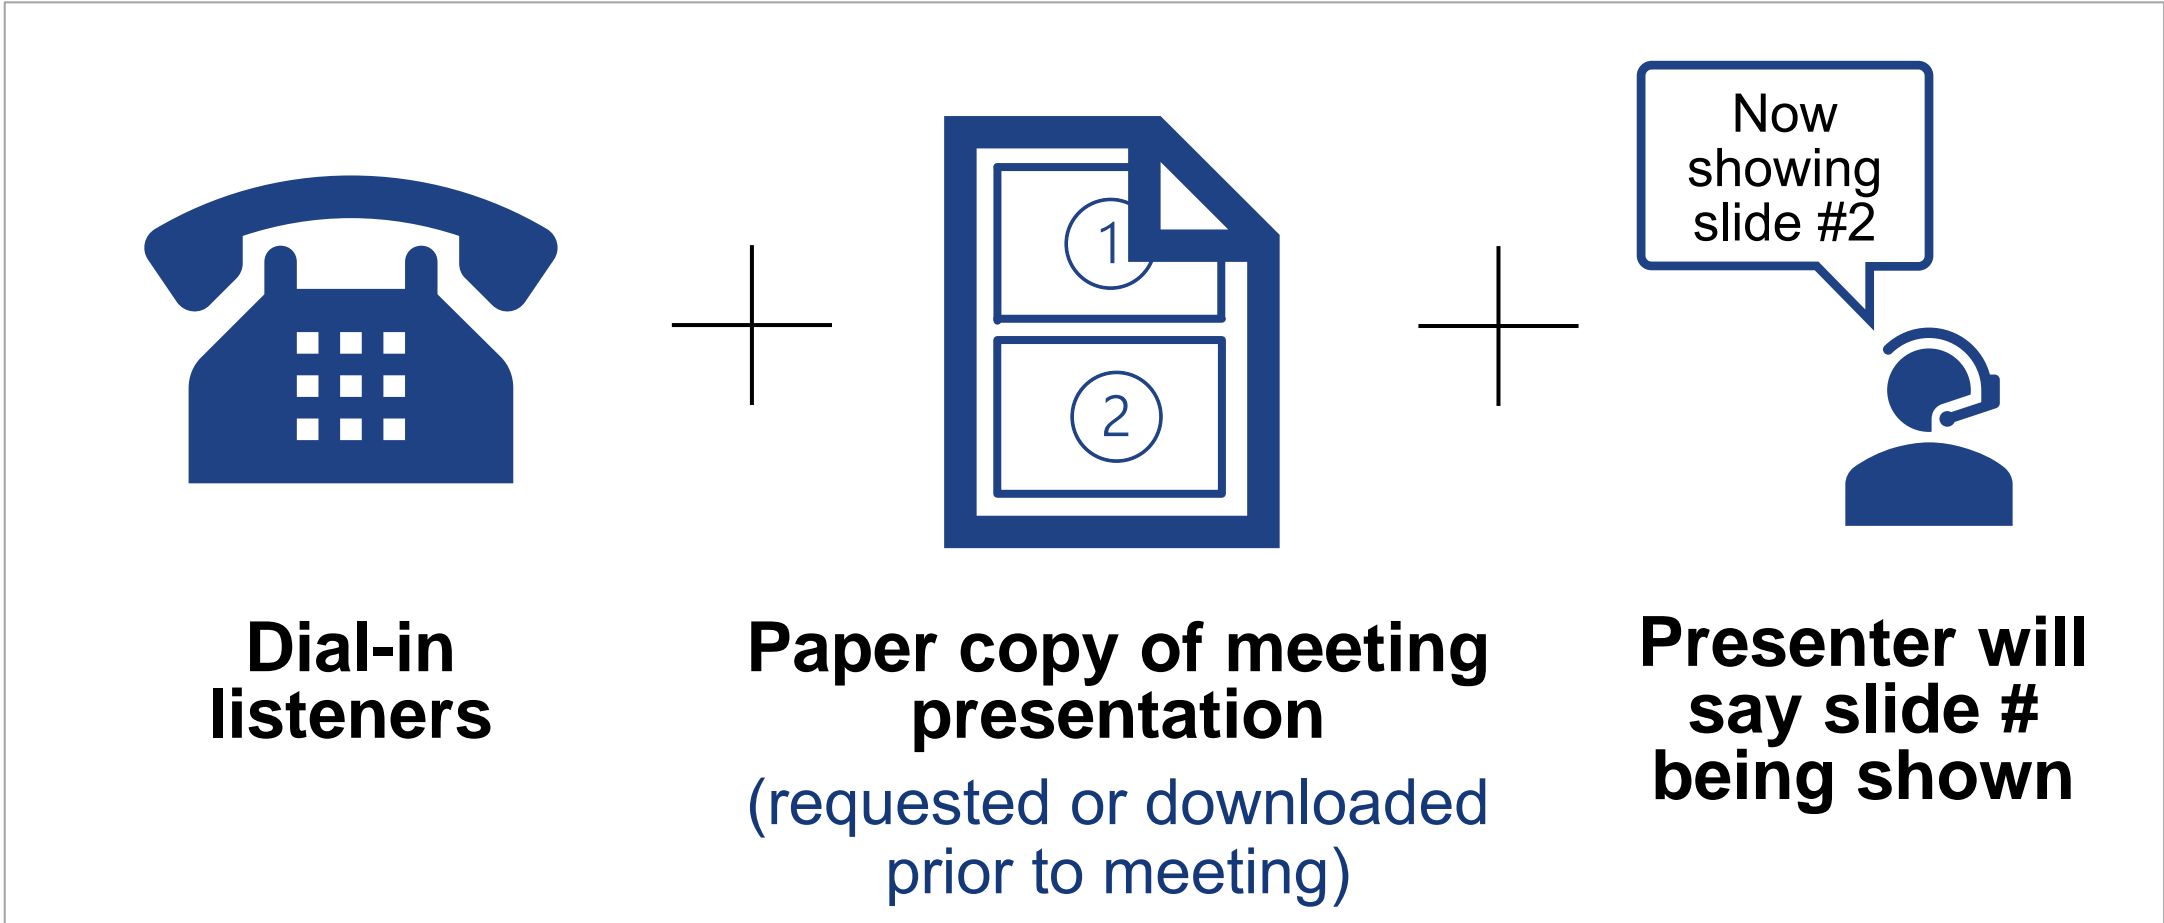 Now
showing
slide #2
1
2
Dial-in
listeners
Paper copy of meeting
presentation
(requested or downloaded
prior to meeting)
Presenter will
say slide #
being shown